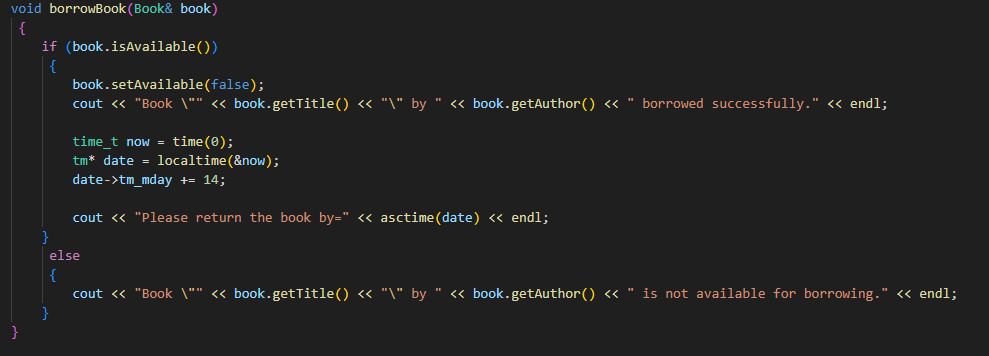 void borrowBook(Book& book)
{
if (book.isAvailable())
{
book.setAvailable(false);
cout << "Book \"" << book.getTitle() << "\" by " << book.getAuthor() << " borrowed successfully." << endl;
time_t now = time(0);
tm* date = localtime(&now);
date->tm_mday += 14;
cout << "Please return the book by=" << asctime(date) << endl;
}
else
{
cout << "Book \"" << book.getTitle() << "\" by " << book.getAuthor() << " is not available for borrowing." << endl;
}
}